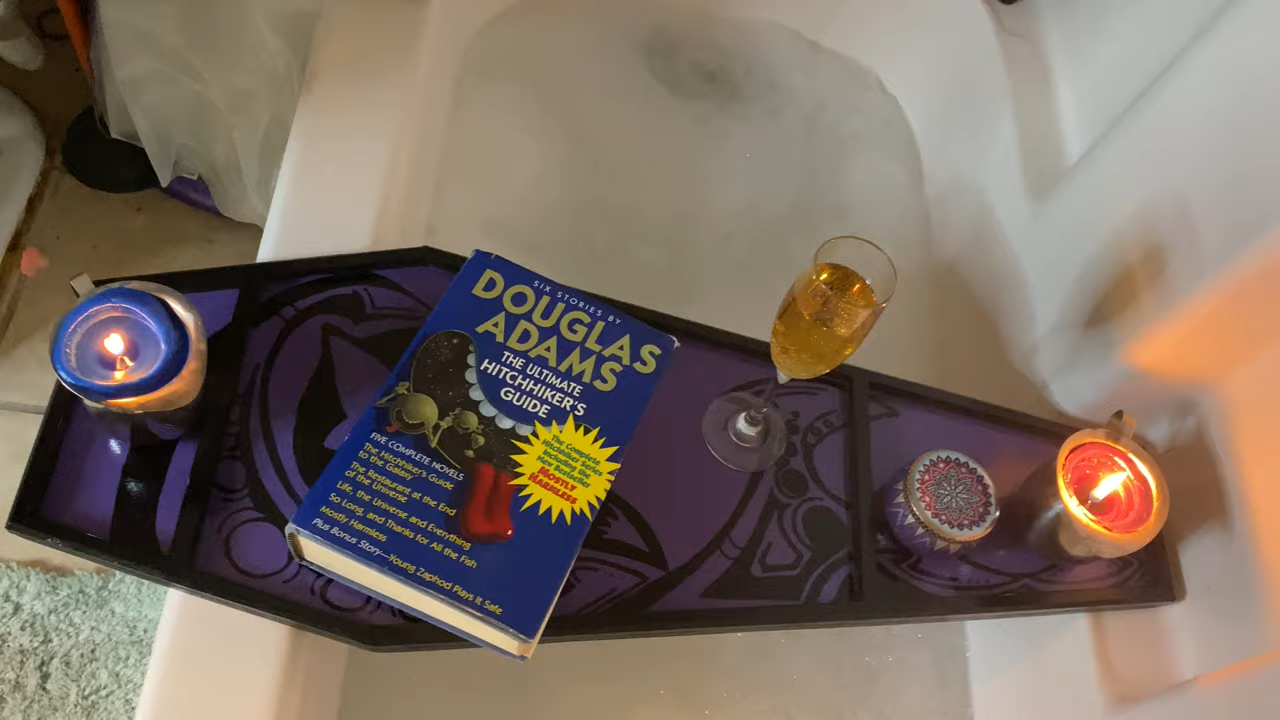 SIX STORIES BY
DOUGLAS
ADAMS
THE ULTIMATE
HITCHHIKER'S
GUIDE
The Complete
Hitchhiker Series
Including the
New Bestseller
MOSTLY
HARMLESS
FIVE COMPLETE NOVELS
The Hitchhiker's Guide
to the Galaxy
The Restaurant at the End
of the Universe
Life, the Universe and Everything
So Long, and Thanks for All the Fish
Mostly Harmless
Plus Bonus Story—Young Zaphod Plays It Safe